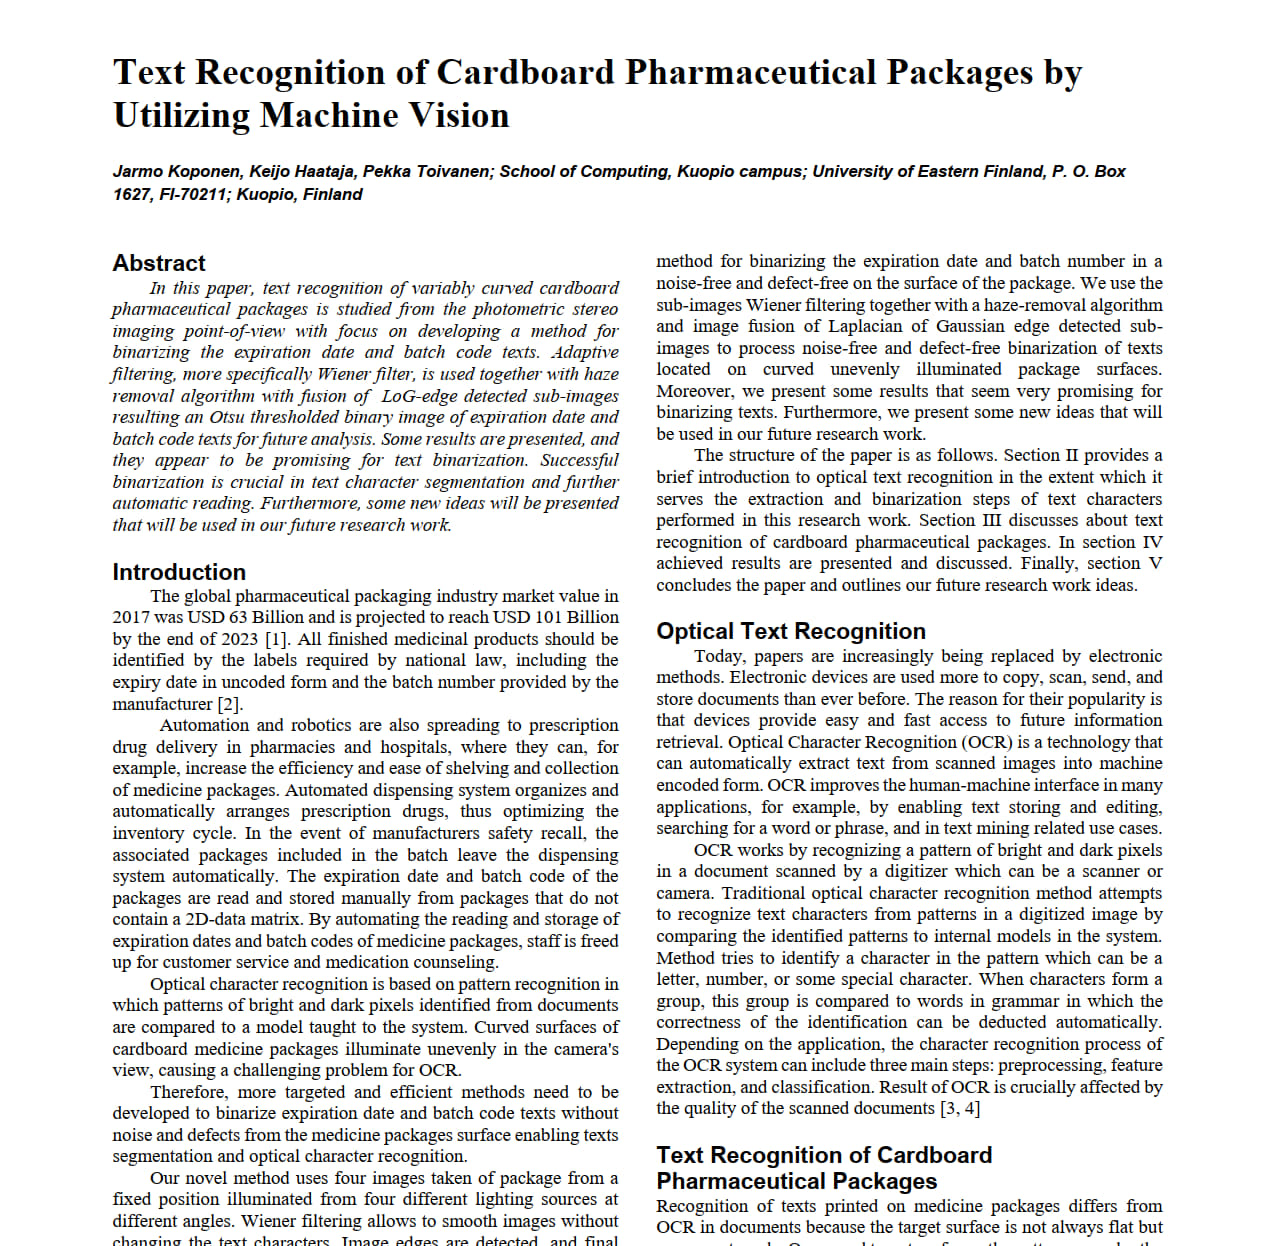 Text Recognition of Cardboard Pharmaceutical Packages by
Utilizing Machine Vision
Jarmo Koponen, Keijo Haataja, Pekka Toivanen; School of Computing, Kuopio campus; University of Eastern Finland, P. O. Box
1627, FI-70211; Kuopio, Finland
Abstract
In this paper, text recognition of variably curved cardboard
pharmaceutical packages is studied from the photometric stereo
imaging point-of-view with focus on developing a method for
binarizing the expiration date and batch code texts. Adaptive
filtering, more specifically Wiener filter, is used together with haze
removal algorithm with fusion of LoG-edge detected sub-images
resulting an Otsu thresholded binary image of expiration date and
batch code texts for future analysis. Some results are presented, and
they appear to be promising for text binarization. Successful
binarization is crucial in text character segmentation and further
automatic reading. Furthermore, some new ideas will be presented
that will be used in our future research work.
Introduction
The global pharmaceutical packaging industry market value in
2017 was USD 63 Billion and is projected to reach USD 101 Billion
by the end of 2023 [1]. All finished medicinal products should be
identified by the labels required by national law, including the
expiry date in uncoded form and the batch number provided by the
manufacturer [2].
Automation and robotics are also spreading to prescription
drug delivery in pharmacies and hospitals, where they can, for
example, increase the efficiency and ease of shelving and collection
of medicine packages. Automated dispensing system organizes and
automatically arranges prescription drugs, thus optimizing the
inventory cycle. In the event of manufacturers safety recall, the
associated packages included in the batch leave the dispensing
system automatically. The expiration date and batch code of the
packages are read and stored manually from packages that do not
contain a 2D-data matrix. By automating the reading and storage of
expiration dates and batch codes of medicine packages, staff is freed
up for customer service and medication counseling.
Optical character recognition is based on pattern recognition in
which patterns of bright and dark pixels identified from documents
are compared to a model taught to the system. Curved surfaces of
cardboard medicine packages illuminate unevenly in the camera's
view, causing a challenging problem for OCR.
Therefore, more targeted and efficient methods need to be
developed to binarize expiration date and batch code texts without
noise and defects from the medicine packages surface enabling texts
segmentation and optical character recognition.
Our novel method uses four images taken of package from a
fixed position illuminated from four different lighting sources at
different angles. Wiener filtering allows to smooth images without
changing the text characters. Image edges are detected, and final
method for binarizing the expiration date and batch number in a
noise-free and defect-free on the surface of the package. We use the
sub-images Wiener filtering together with a haze-removal algorithm
and image fusion of Laplacian of Gaussian edge detected sub-
images to process noise-free and defect-free binarization of texts
located on curved unevenly illuminated package surfaces.
Moreover, we present some results that seem very promising for
binarizing texts. Furthermore, we present some new ideas that will
be used in our future research work.
The structure of the paper is as follows. Section II provides a
brief introduction to optical text recognition in the extent which it
serves the extraction and binarization steps of text characters
performed in this research work. Section III discusses about text
recognition of cardboard pharmaceutical packages. In section IV
achieved results are presented and discussed. Finally, section V
concludes the paper and outlines our future research work ideas.
Optical Text Recognition
Today, papers are increasingly being replaced by electronic
methods. Electronic devices are used more to copy, scan, send, and
store documents than ever before. The reason for their popularity is
that devices provide easy and fast access to future information
retrieval. Optical Character Recognition (OCR) is a technology that
can automatically extract text from scanned images into machine
encoded form. OCR improves the human-machine interface in many
applications, for example, by enabling text storing and editing,
searching for a word or phrase, and in text mining related use cases.
OCR works by recognizing a pattern of bright and dark pixels
in a document scanned by a digitizer which can be a scanner or
camera. Traditional optical character recognition method attempts
to recognize text characters from patterns in a digitized image by
comparing the identified patterns to internal models in the system.
Method tries to identify a character in the pattern which can be a
letter, number, or some special character. When characters form a
group, this group is compared to words in grammar in which the
correctness of the identification can be deducted automatically.
Depending on the application, the character recognition process of
the OCR system can include three main steps: preprocessing, feature
extraction, and classification. Result of OCR is crucially affected by
the quality of the scanned documents [3, 4]
Text Recognition of Cardboard
Pharmaceutical Packages
Recognition of texts printed on medicine packages differs from
OCR in documents because the target surface is not always flat but